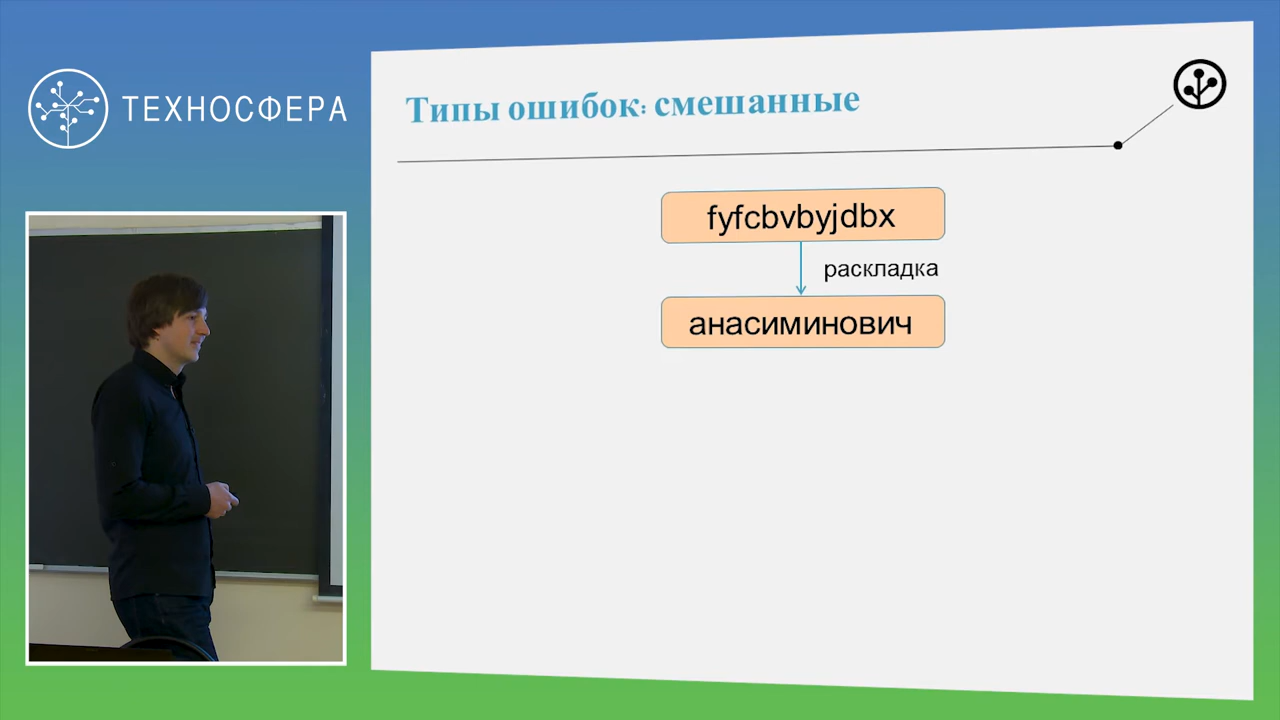 ТЕХНОСФЕРА
Типы ошибок: смешанные
fyfcbvbyjdbx
раскладка
анасиминович